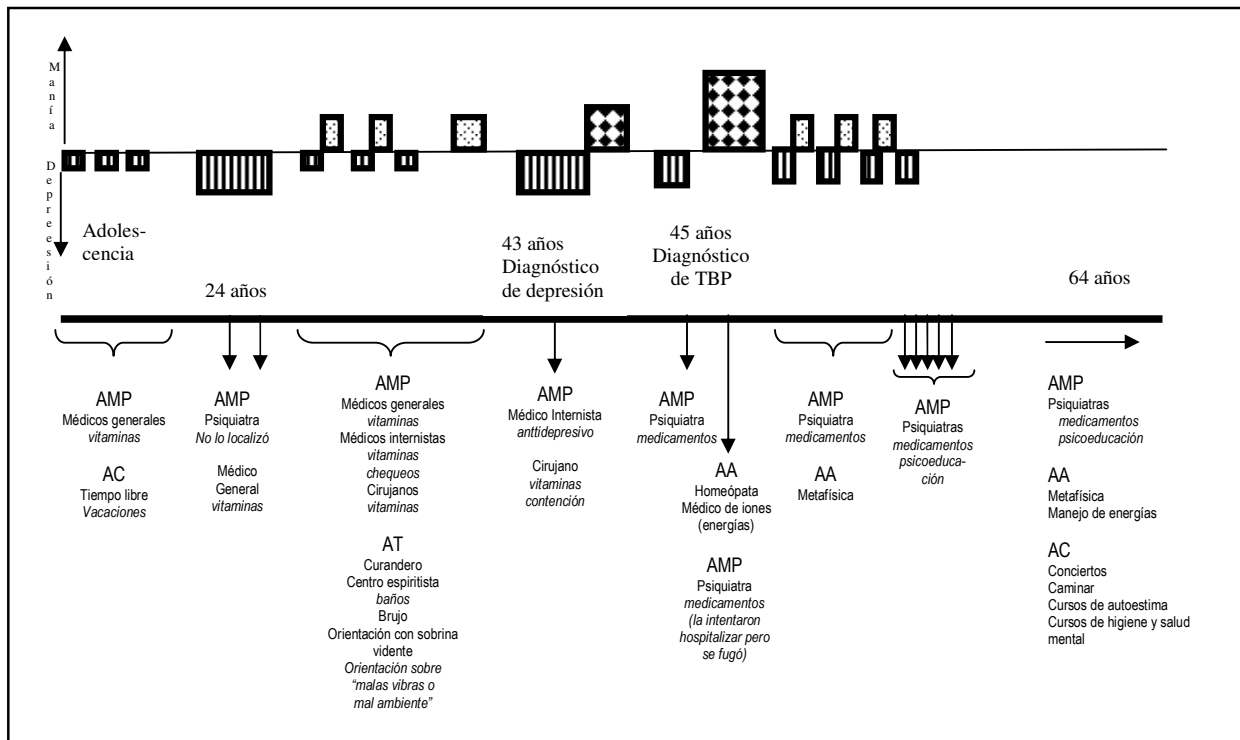 Manía
Depreesión
Adoles-
cencia
24 años
43 años
Diagnóstico
de depresión
45 años
Diagnóstico
de TBP
64 años
AMP
Médicos generales
vitaminas
AC
Tiempo libre
Vacaciones
AMP
Psiquiatra
No lo localizó
Médico
General
vitaminas
AMP
Médicos generales
vitaminas
Médicos internistas
vitaminas
chequeos
Cirujanos
vitaminas
AT
Curandero
Centro espiritista
baños
Brujo
Orientación con sobrina
vidente
Orientación sobre
“malas vibras o
mal ambiente”
AMP
Médico Internista
anttidepresivo
Cirujano
vitaminas
contención
AMP
Psiquiatra
medicamentos
AA
Homeópata
Médico de iones
(energías)
AMP
Psiquiatra
medicamentos
(la intentaron
hospitalizar pero
se fugó)
AMP
Psiquiatra
medicamentos
AA
Metafísica
AMP
Psiquiatras
medicamentos
psicoeduca-
ción
AMP
Psiquiatras
medicamentos
psicoeducación
AA
Metafísica
Manejo de energías
AC
Conciertos
Caminar
Cursos de autoestima
Cursos de higiene y salud
mental